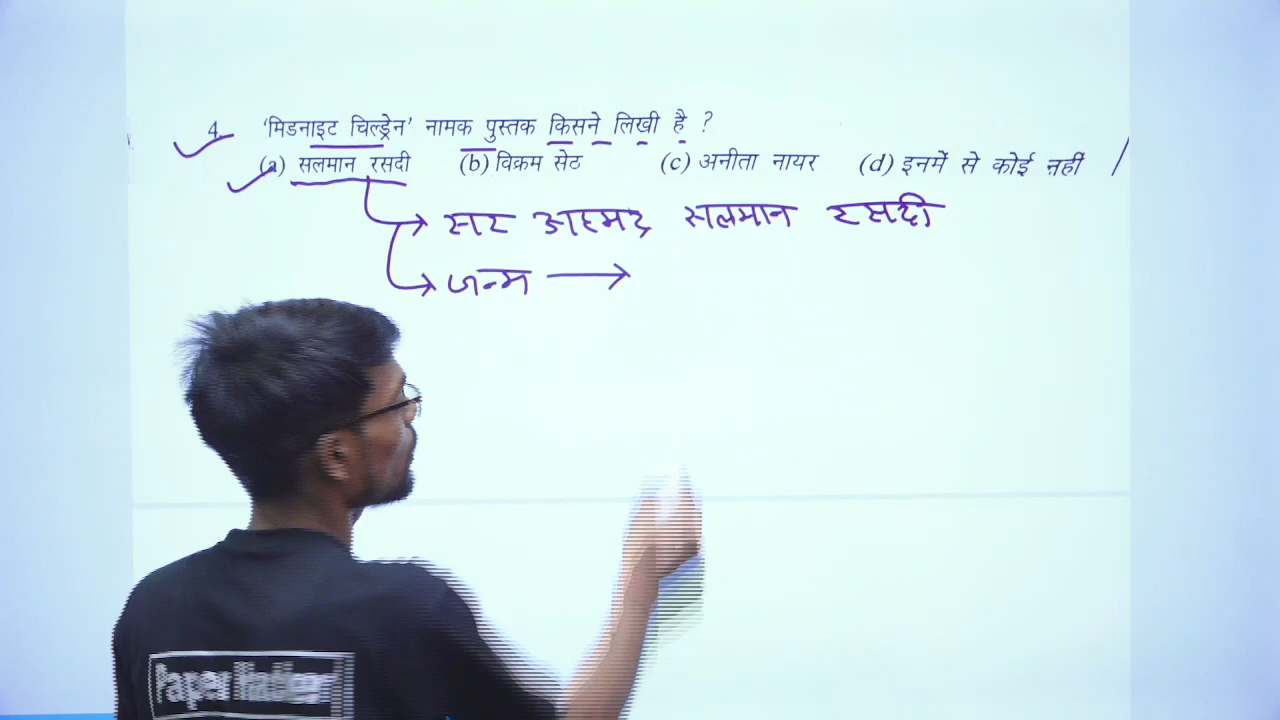 4. 'मिडनाइट चिल्ड्रेन' नामक पुस्तक किसने लिखी है ?
(a) सलमान रसदी (b) विक्रम सेठ (c) अनीता नायर (d) इनमें से कोई नहीं
सर अहमद सलमान रसदी
जन्म
Paper